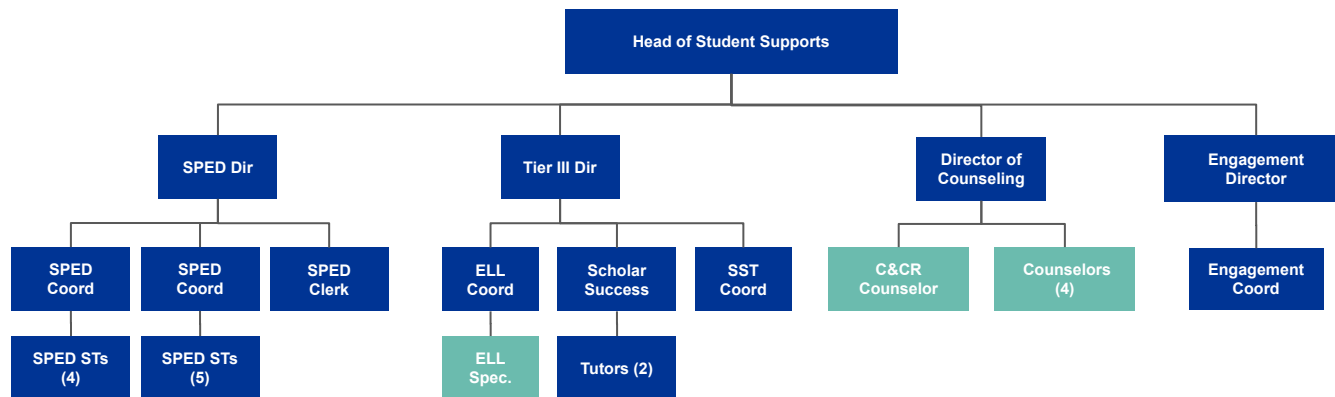 Head of Student Supports
SPED Dir
Tier III Dir
Director of
Counseling
Engagement
Director
SPED
Coord
SPED
Coord
SPED
Clerk
ELL
Coord
Scholar
Success
SST
Coord
C&CR
Counselor
Counselors
(4)
Engagement
Coord
SPED STs
(4)
SPED STs
(5)
ELL
Spec.
Tutors (2)